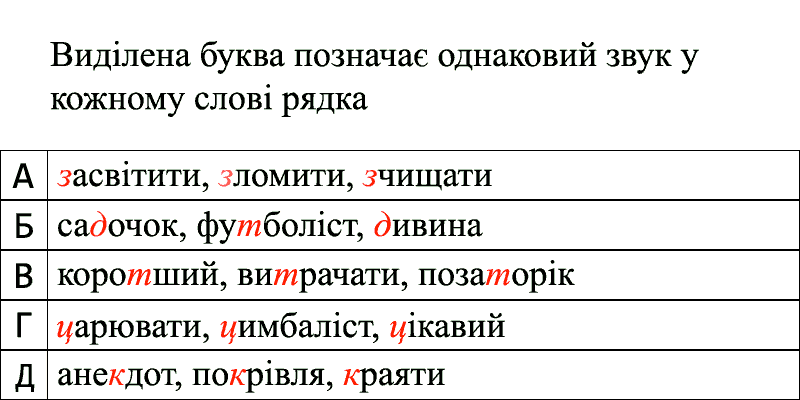 Виділена буква позначає однаковий звук у
кожному слові рядка
А засвітити, зломити, зчищати
Б садочок, футболіст, дивина
В коротший, витрачати, позаторік
Г царювати, цимбаліст, цікавий
Д анекдот, покрівля, краяти